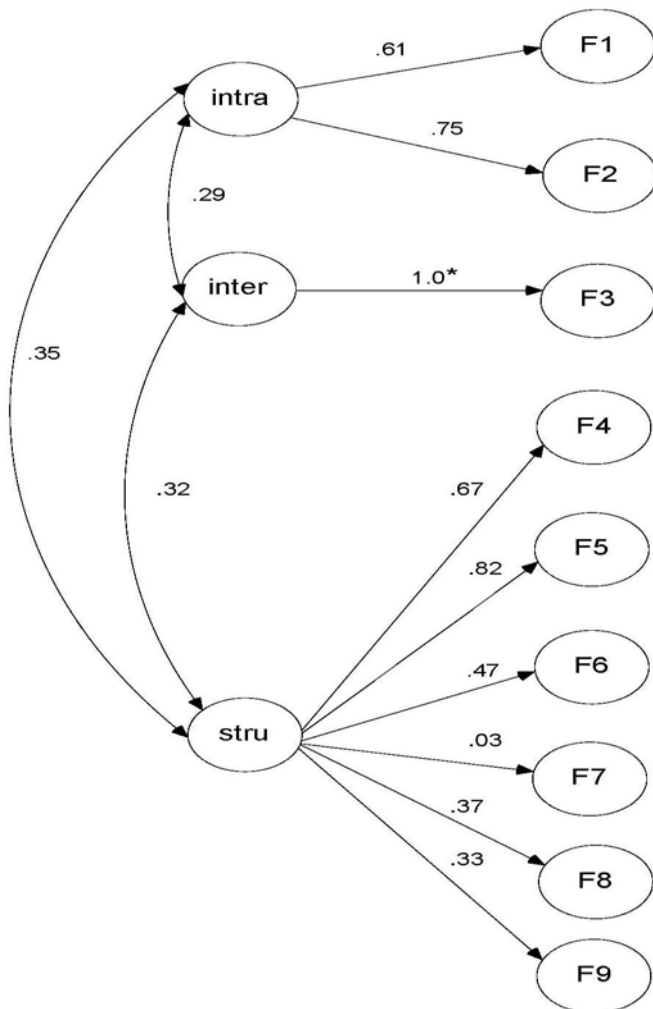 F1
.61
intra
.75
F2
.29
inter
1.0*
F3
.35
F4
.67
.32
F5
.82
F6
.47
stru
.03
F7
.37
F8
.33
F9